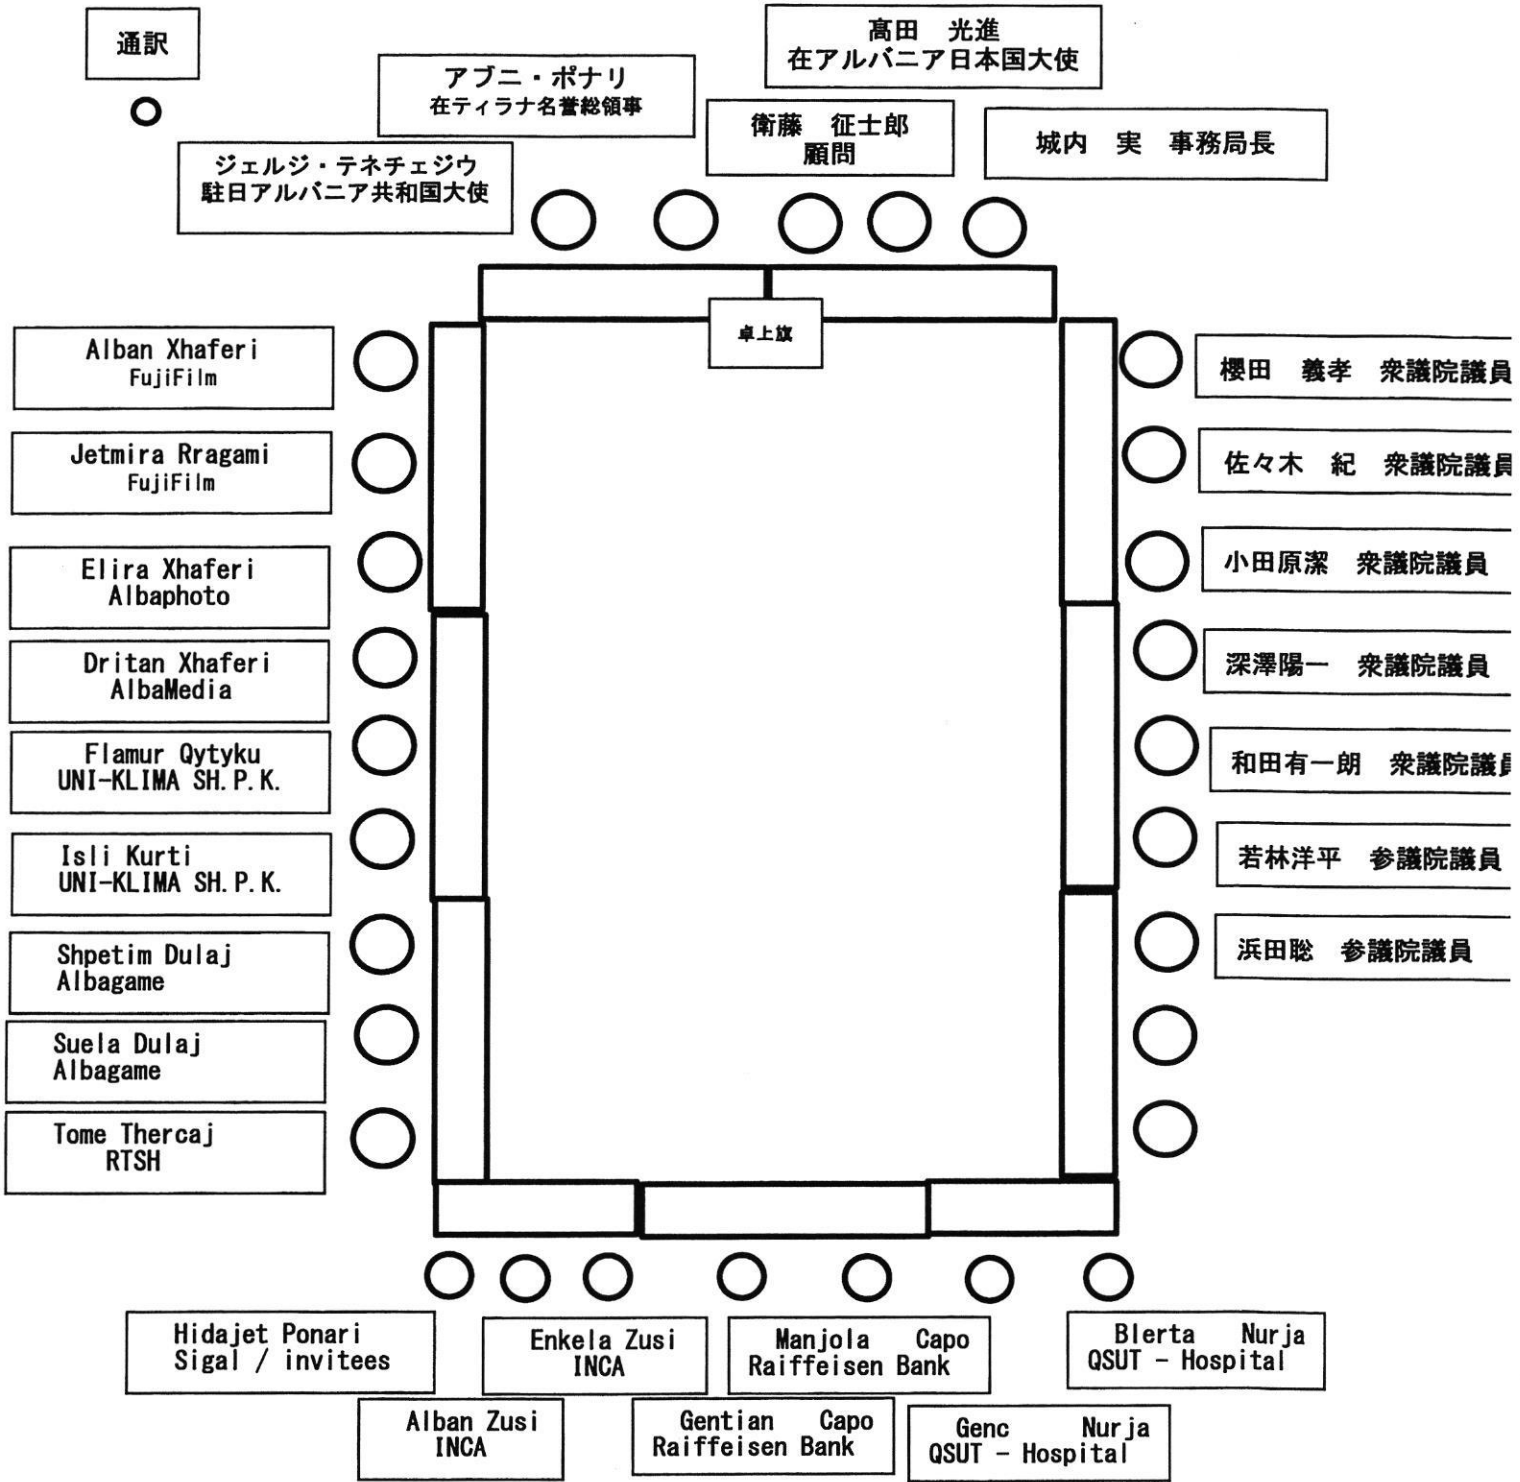 通訳
髙田　光進
在アルバニア日本国大使
アブニ・ポナリ
在ティラナ名誉総領事
衛藤　征士郎
顧問
城内　実　事務局長
ジェルジ・テネチェジウ
駐日アルバニア共和国大使
卓上旗
Alban Xhaferi
FujiFilm
Jetmira Rragami
FujiFilm
Elira Xhaferi
Albaphoto
Dritan Xhaferi
AlbaMedia
Flamur Qytyku
UNI-KLIMA SH.P.K.
Isli Kurti
UNI-KLIMA SH.P.K.
Shpetim Dulaj
Albagame
Suela Dulaj
Albagame
Tome Thercaj
RTSH
櫻田　義孝　衆議院議員
佐々木　紀　衆議院議員
小田原潔　衆議院議員
深澤陽一　衆議院議員
和田有一朗　衆議院議員
若林洋平　参議院議員
浜田聡　参議院議員
Hidajet Ponari
Sigal / invitees
Enkela Zusi
INCA
Manjola Capo
Raiffeisen Bank
Blerta Nurja
QSUT - Hospital
Alban Zusi
INCA
Gentian Capo
Raiffeisen Bank
Genc Nurja
QSUT - Hospital